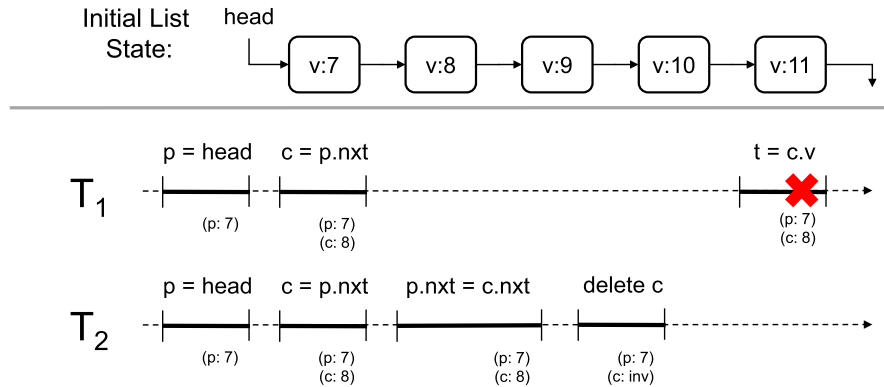 Initial List
State:
head
v:7
v:8
v:9
v:10
v:11
p = head
c = p.nxt
t = c.v
T1
(p: 7)
(p: 7)
(c: 8)
(p: 7)
(c: 8)
p = head
c = p.nxt
p.nxt = c.nxt
delete c
T2
(p: 7)
(p: 7)
(c: 8)
(p: 7)
(c: 8)
(p: 7)
(c: inv)